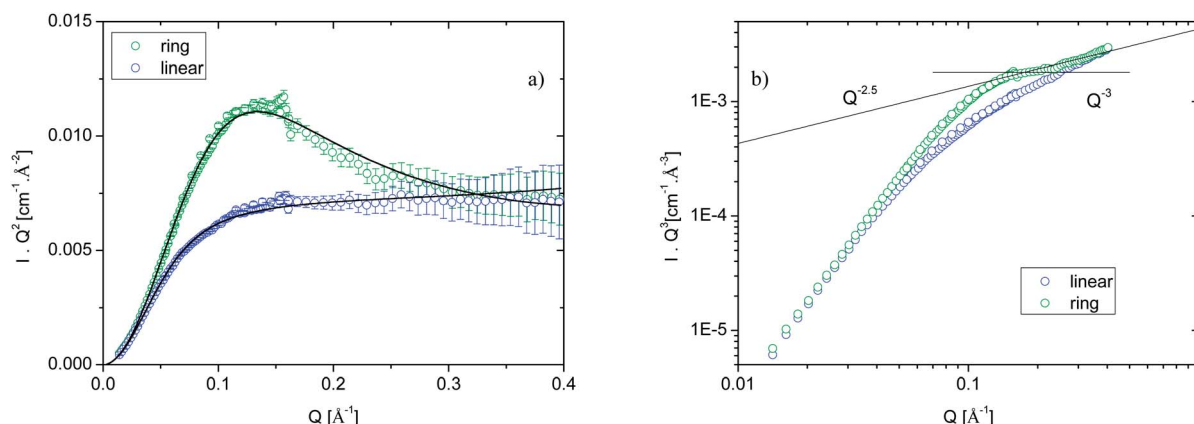 0.015
ring
linear
a)
0.010
I . Q² [cm⁻¹.Å⁻²]
0.005
0.000
0.0
0.1
0.2
0.3
0.4
Q [Å⁻¹]
b)
Q⁻²·⁵
Q⁻³
1E-3
I . Q³[cm⁻¹.Å⁻³]
1E-4
linear
ring
1E-5
0.01
0.1
Q [Å⁻¹]